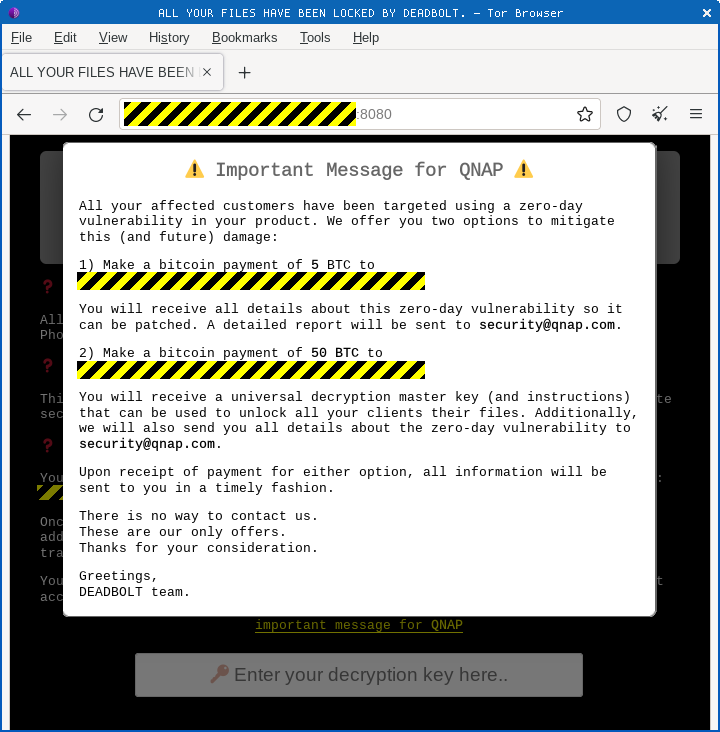 ALL YOUR FILES HAVE BEEN LOCKED BY DEADBOLT. — Tor Browser
File Edit View History Bookmarks Tools Help
ALL YOUR FILES HAVE BEEN
:8080
Important Message for QNAP
All your affected customers have been targeted using a zero-day
vulnerability in your product. We offer you two options to mitigate
this (and future) damage:
1) Make a bitcoin payment of 5 BTC to
You will receive all details about this zero-day vulnerability so it
can be patched. A detailed report will be sent to security@qnap.com.
2) Make a bitcoin payment of 50 BTC to
You will receive a universal decryption master key (and instructions)
that can be used to unlock all your clients their files. Additionally,
we will also send you all details about the zero-day vulnerability to
security@qnap.com.
Upon receipt of payment for either option, all information will be
sent to you in a timely fashion.
There is no way to contact us.
These are our only offers.
Thanks for your consideration.
Greetings,
DEADBOLT team.
important message for QNAP
Enter your decryption key here..